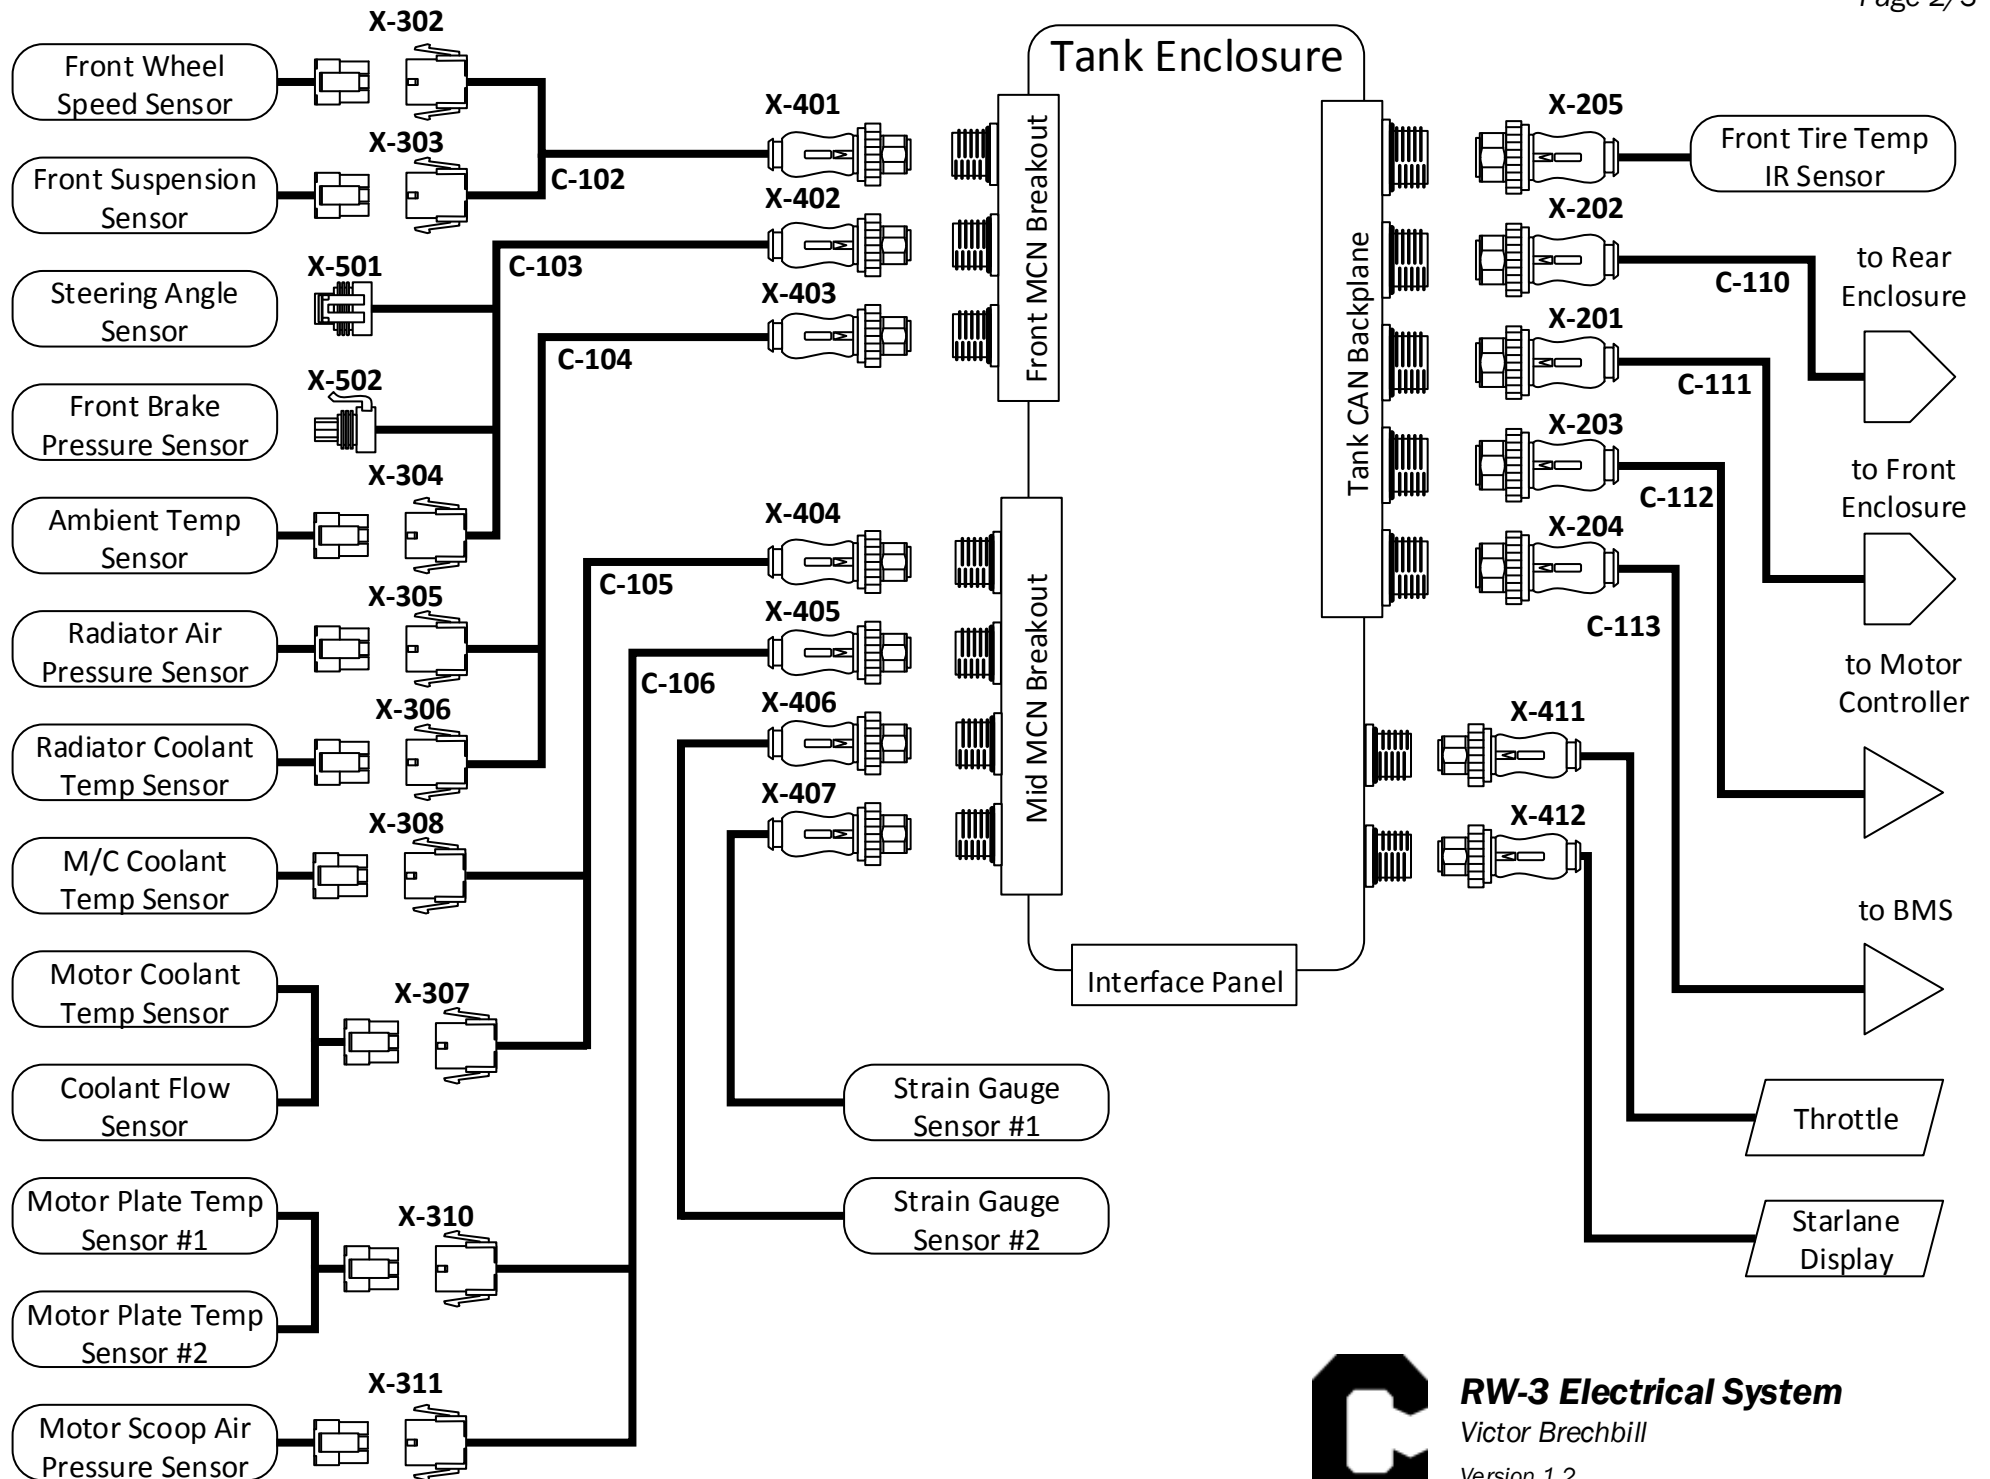 Page 2/3
X-302
Front Wheel
Speed Sensor
X-303
Front Suspension
Sensor
C-102
X-501
Steering Angle
Sensor
C-103
X-502
Front Brake
Pressure Sensor
C-104
X-304
Ambient Temp
Sensor
X-305
Radiator Air
Pressure Sensor
X-306
Radiator Coolant
Temp Sensor
X-308
M/C Coolant
Temp Sensor
C-105
X-307
Motor Coolant
Temp Sensor
Coolant Flow
Sensor
C-106
X-310
Motor Plate Temp
Sensor #1
Motor Plate Temp
Sensor #2
X-311
Motor Scoop Air
Pressure Sensor
X-401
X-402
X-403
X-404
X-405
X-406
X-407
Strain Gauge
Sensor #1
Strain Gauge
Sensor #2
Tank Enclosure
Front MCN Breakout
Mid MCN Breakout
Tank CAN Backplane
Interface Panel
X-205
Front Tire Temp
IR Sensor
X-202
C-110
to Rear
Enclosure
X-201
C-111
to Front
Enclosure
X-203
C-112
to Motor
Controller
X-204
C-113
to BMS
X-411
Throttle
X-412
Starlane
Display
RW-3 Electrical System
Victor Brechbill
Version 1.2